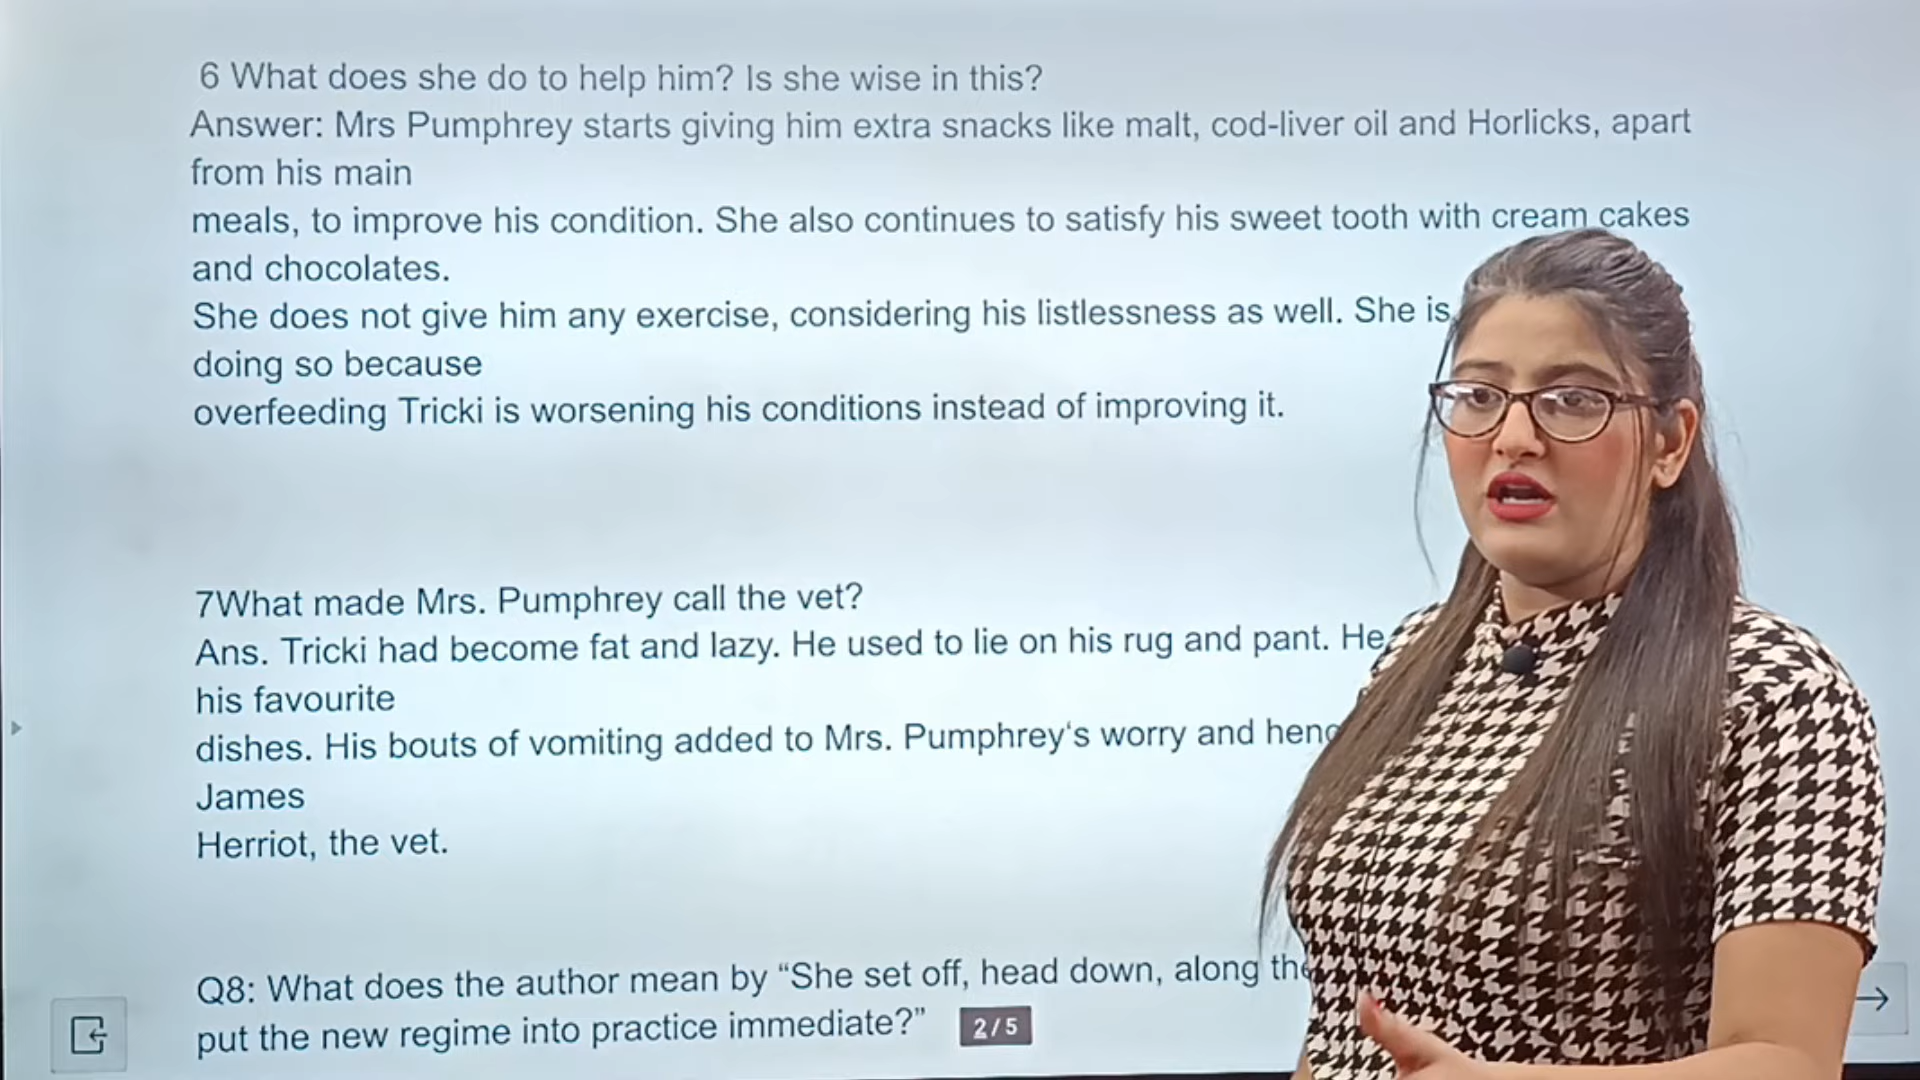 6 What does she do to help him? Is she wise in this?
Answer: Mrs Pumphrey starts giving him extra snacks like malt, cod-liver oil and Horlicks, apart
from his main
meals, to improve his condition. She also continues to satisfy his sweet tooth with cream cakes
and chocolates.
She does not give him any exercise, considering his listlessness as well. She is
doing so because
overfeeding Tricki is worsening his conditions instead of improving it.
7What made Mrs. Pumphrey call the vet?
Ans. Tricki had become fat and lazy. He used to lie on his rug and pant. He
his favourite
dishes. His bouts of vomiting added to Mrs. Pumphrey‘s worry and
James
Herriot, the vet.
Q8: What does the author mean by “She set off, head down, along
put the new regime into practice immediate?”
2/5